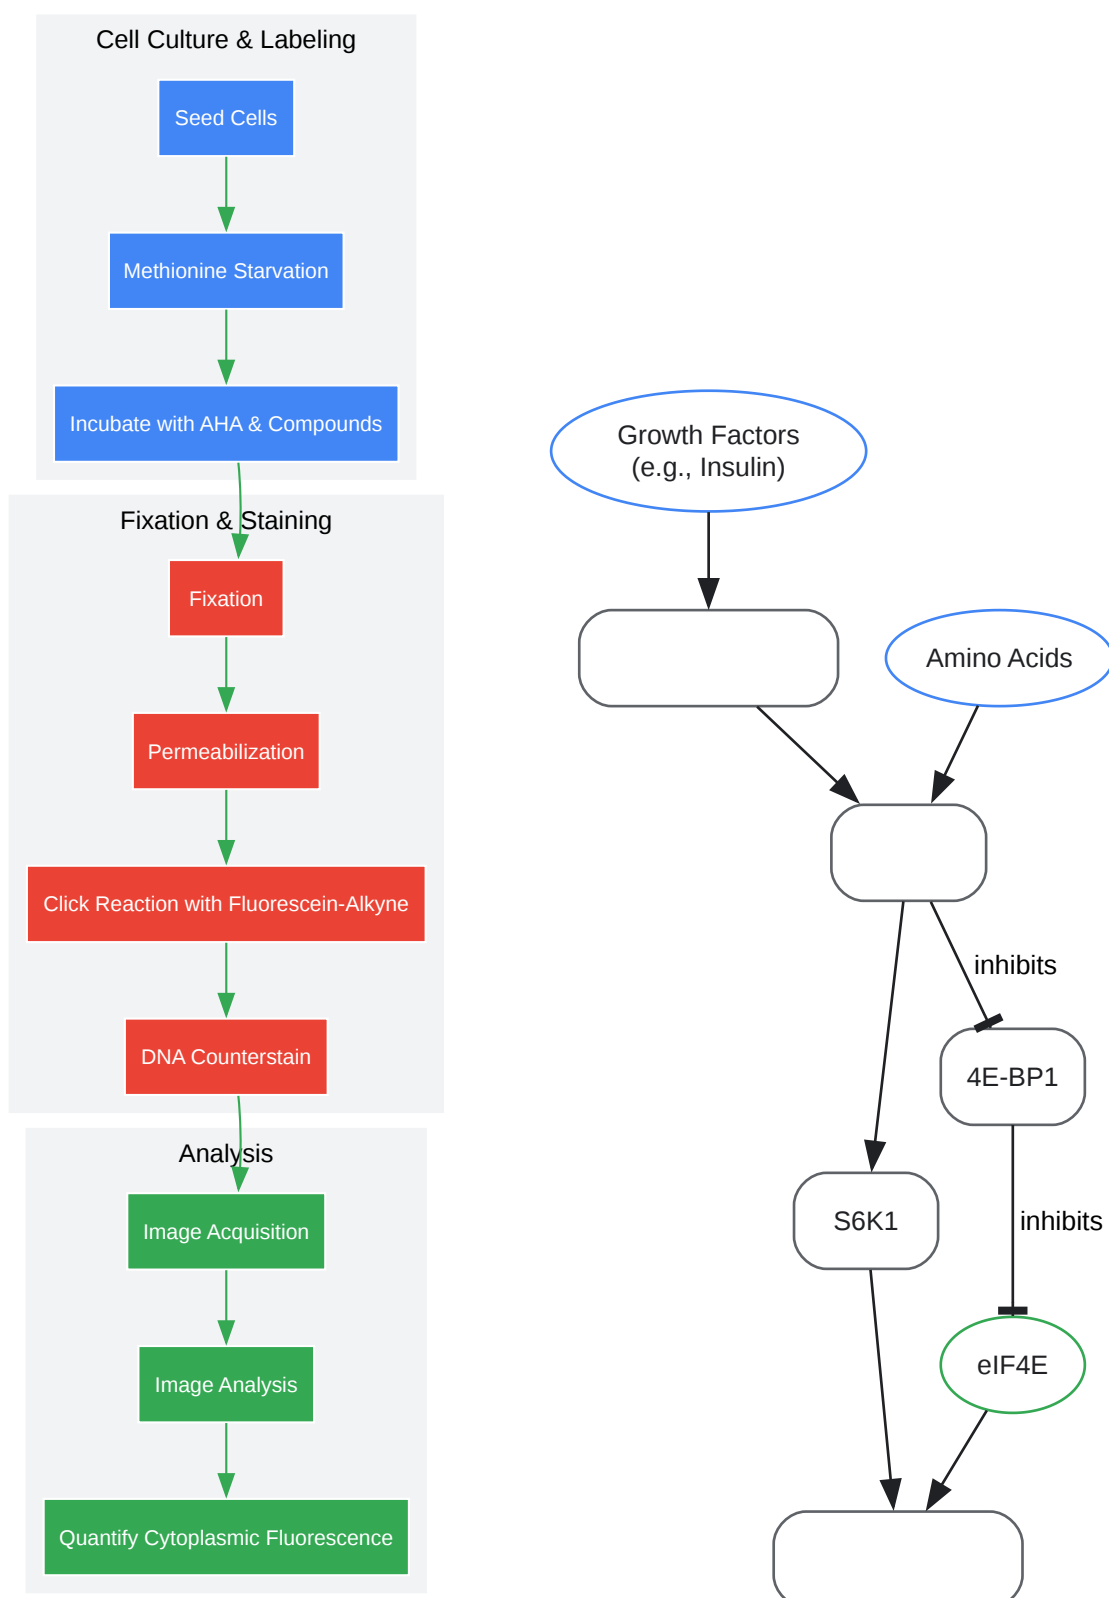 Cell Culture & Labeling
Seed Cells
Methionine Starvation
Incubate with AHA & Compounds
Fixation & Staining
Fixation
Permeabilization
Click Reaction with Fluorescein-Alkyne
DNA Counterstain
Analysis
Image Acquisition
Image Analysis
Quantify Cytoplasmic Fluorescence
Growth Factors
(e.g., Insulin)
Amino Acids
inhibits
4E-BP1
S6K1
inhibits
eIF4E